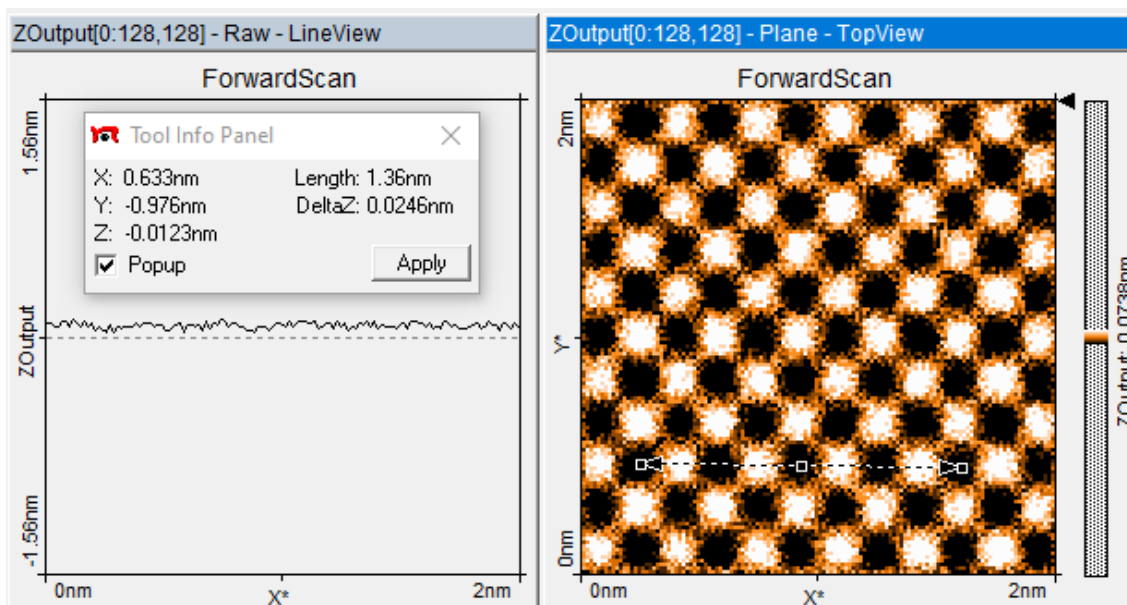 ZOutput[0:128,128] - Raw - LineView
ForwardScan
1.56nm
ZOutput
-1.56nm
Tool Info Panel
X: 0.633nm
Length: 1.36nm
Y: -0.976nm
DeltaZ: 0.0246nm
Z: -0.0123nm
Popup
Apply
0nm
X*
2nm
ZOutput[0:128,128] - Plane - TopView
ForwardScan
2nm
Y*
0nm
0nm
X*
2nm
ZOutput: 0.0738nm